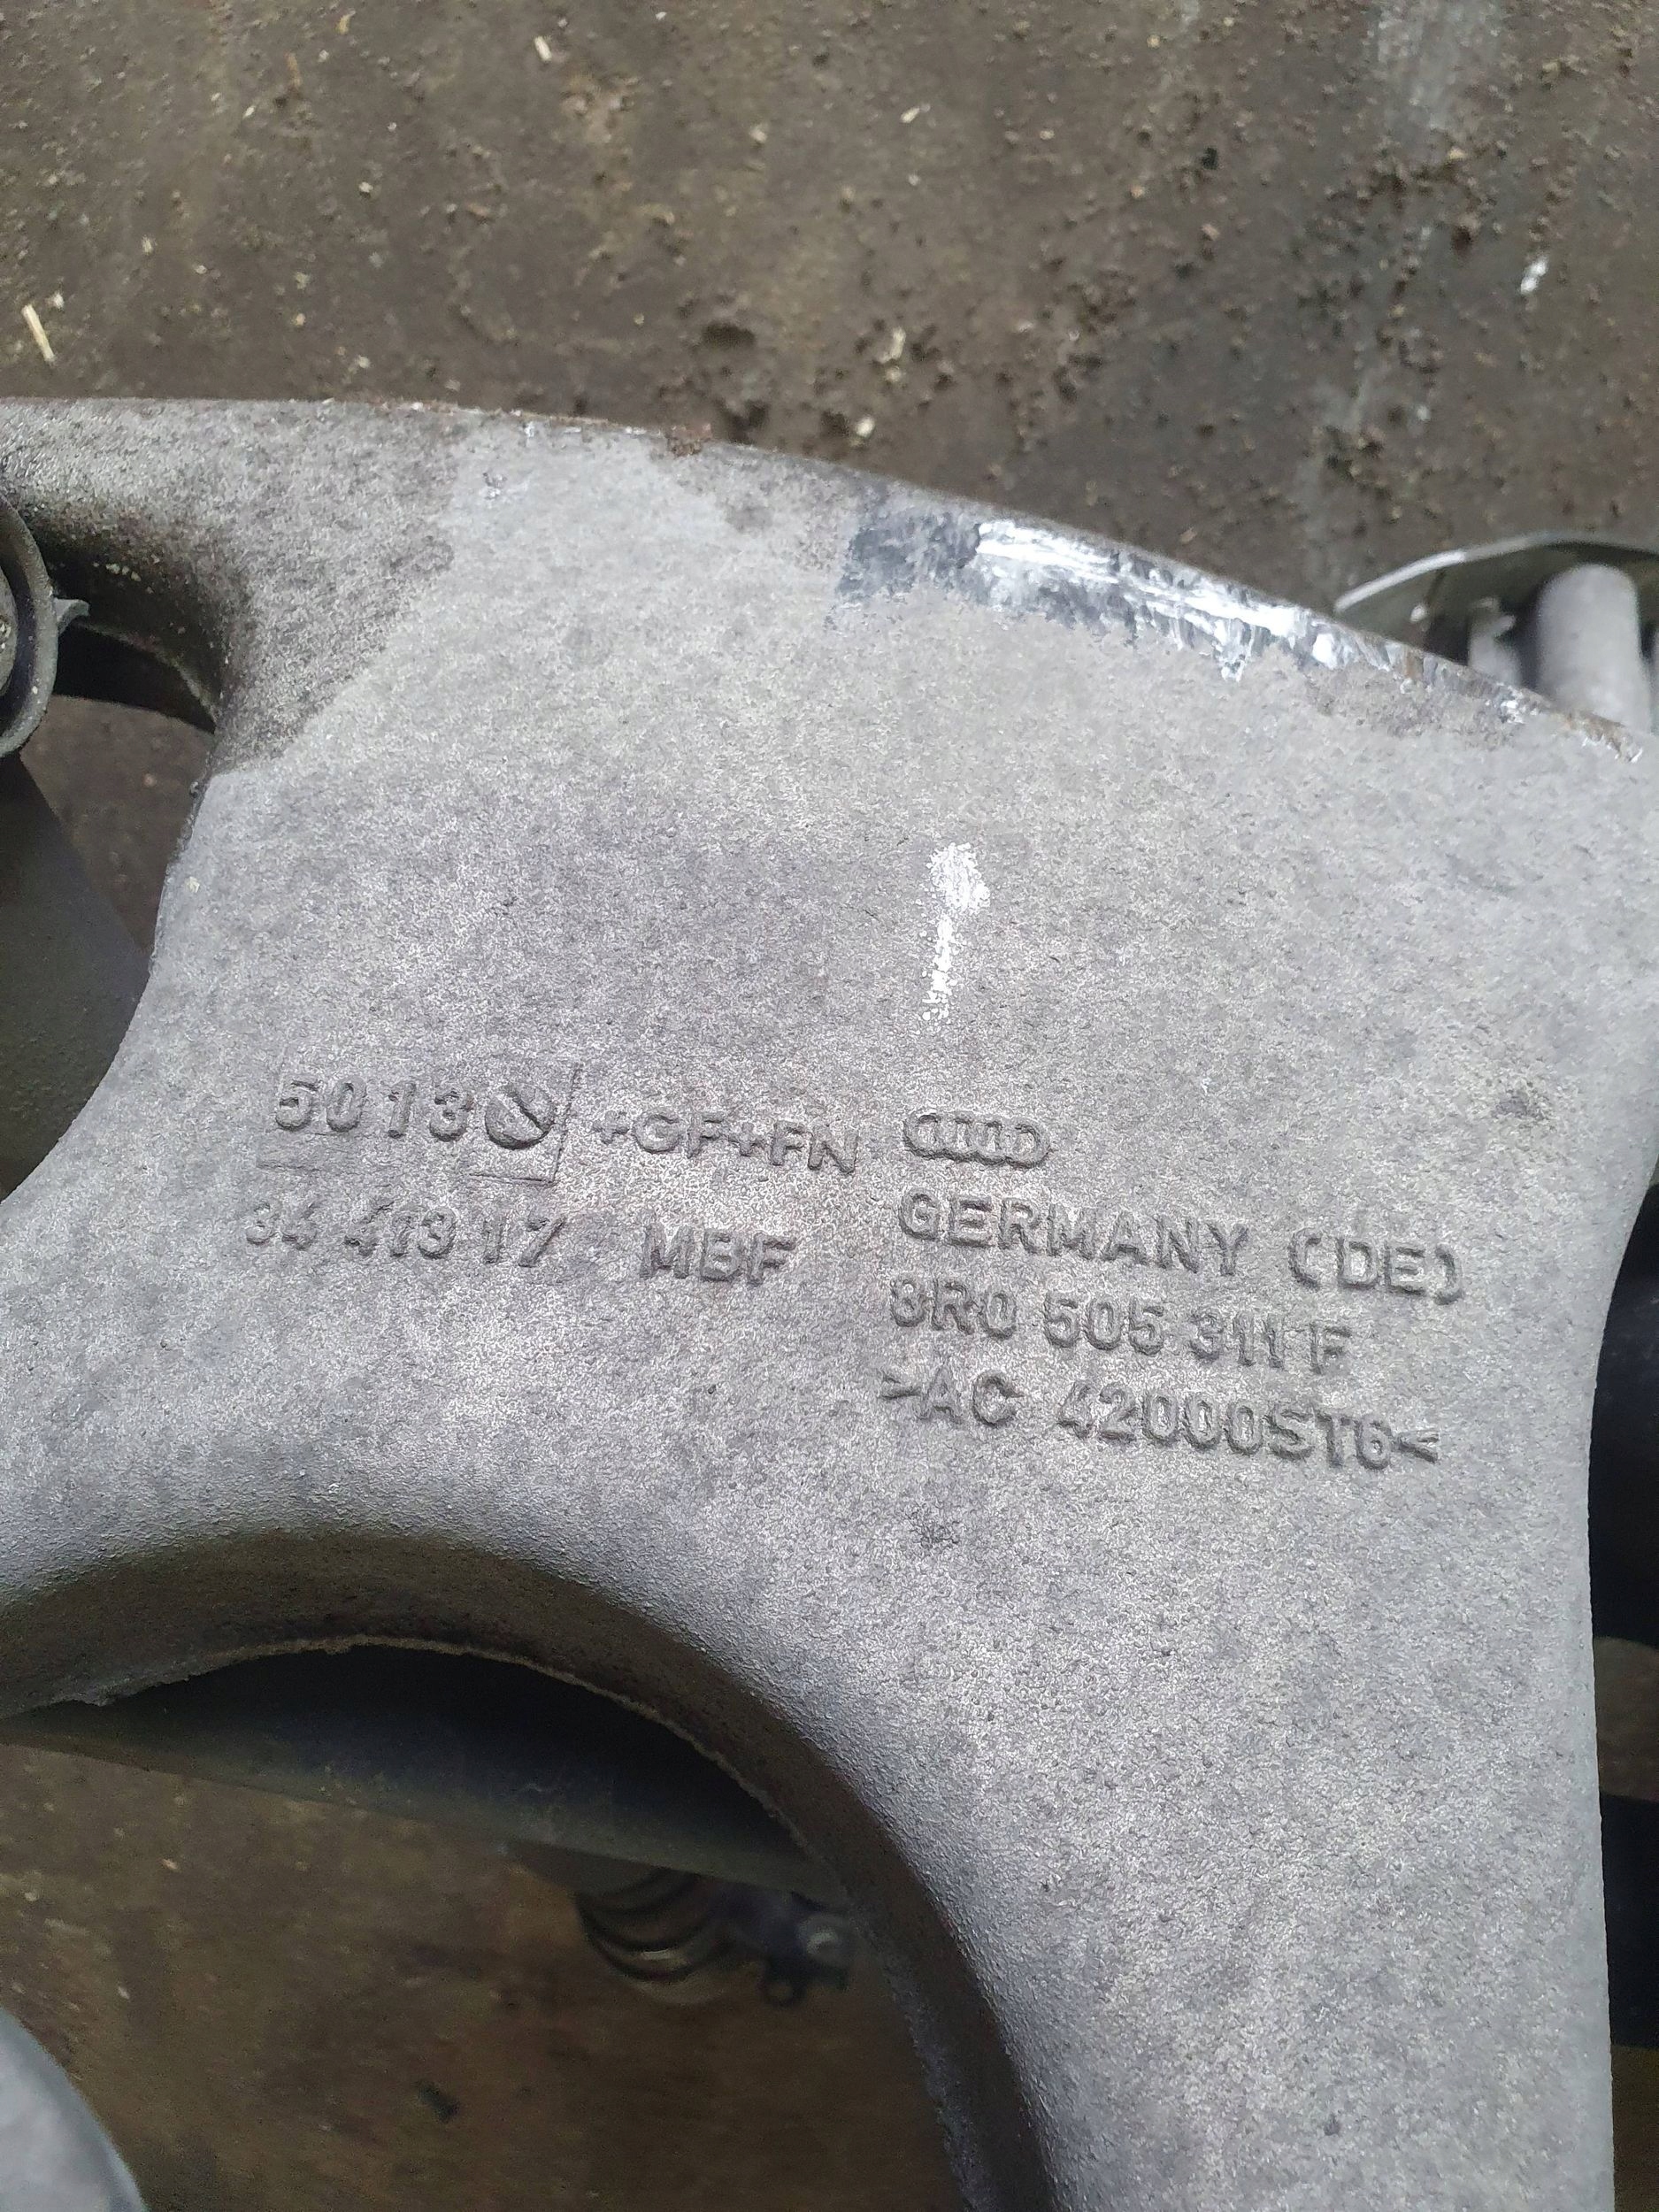 5013 +GF+FN
34 413 17 MBF
GERMANY (DE)
8R0 505 311 F
>AC 42000ST6<